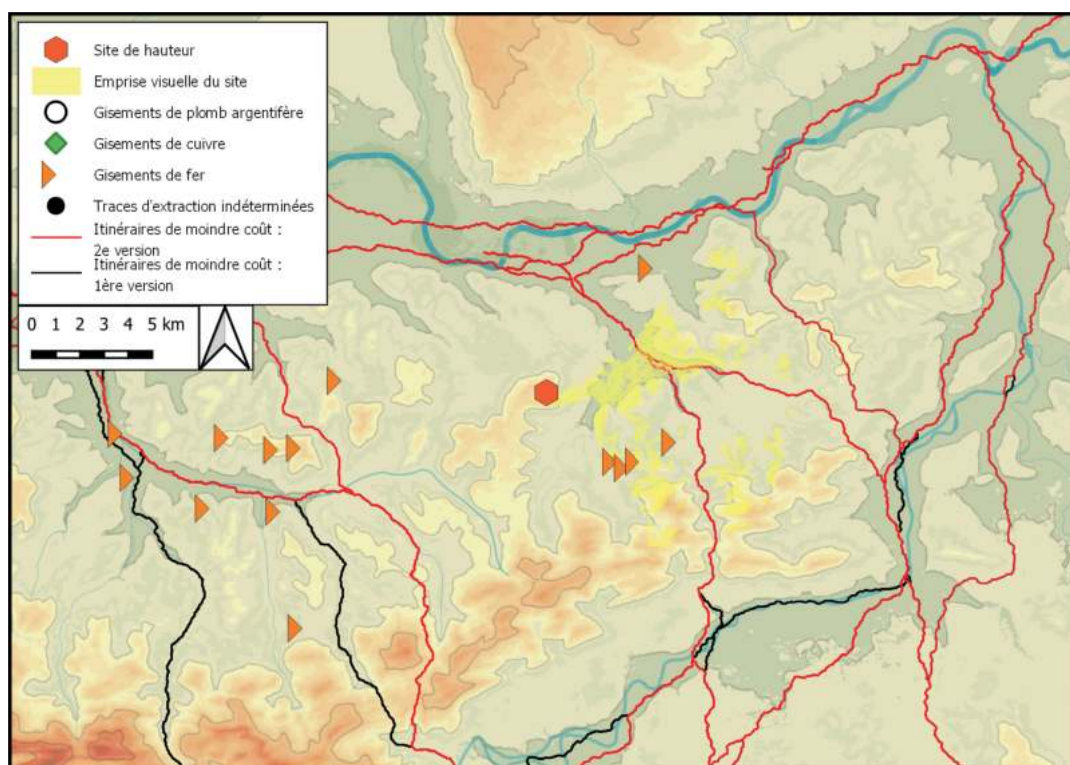 Site de hauteur
Emprise visuelle du site
Gisements de plomb argentifère
Gisements de cuivre
Gisements de fer
Traces d'extraction indéterminées
Itinéraires de moindre coût :
2e version
Itinéraires de moindre coût :
1ère version
0 1 2 3 4 5 km